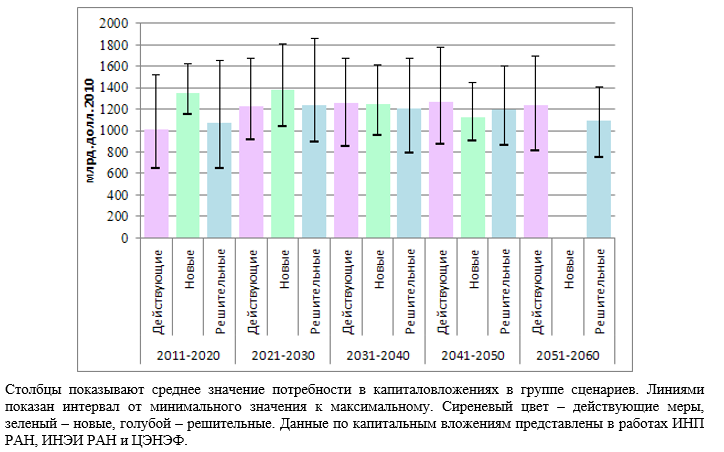 млрд.долл.2010
2000
1800
1600
1400
1200
1000
800
600
400
200
0
Действующие Новые Решительные Действующие Новые Решительные Действующие Новые Решительные Действующие Новые Решительные Действующие Новые Решительные
2011-2020 2021-2030 2031-2040 2041-2050 2051-2060
Столбцы показывают среднее значение потребности в капиталовложениях в группе сценариев. Линиями
показан интервал от минимального значения к максимальному. Сиреневый цвет – действующие меры,
зеленый – новые, голубой – решительные. Данные по капитальным вложениям представлены в работах ИНП
РАН, ИНЭИ РАН и ЦЭНЭФ.